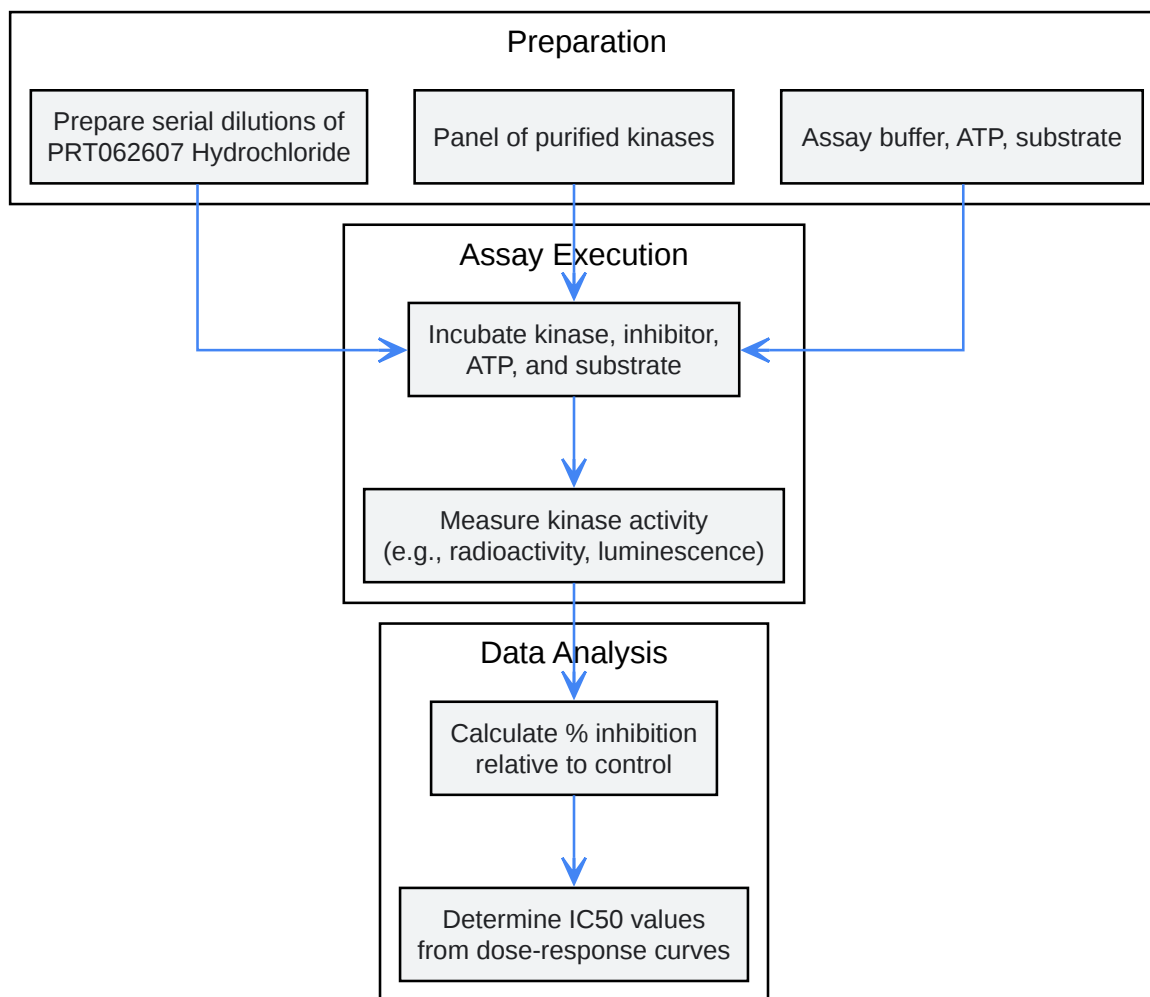 Preparation
Prepare serial dilutions of
PRT062607 Hydrochloride
Panel of purified kinases
Assay buffer, ATP, substrate
Assay Execution
Incubate kinase, inhibitor,
ATP, and substrate
Measure kinase activity
(e.g., radioactivity, luminescence)
Data Analysis
Calculate % inhibition
relative to control
Determine IC50 values
from dose-response curves